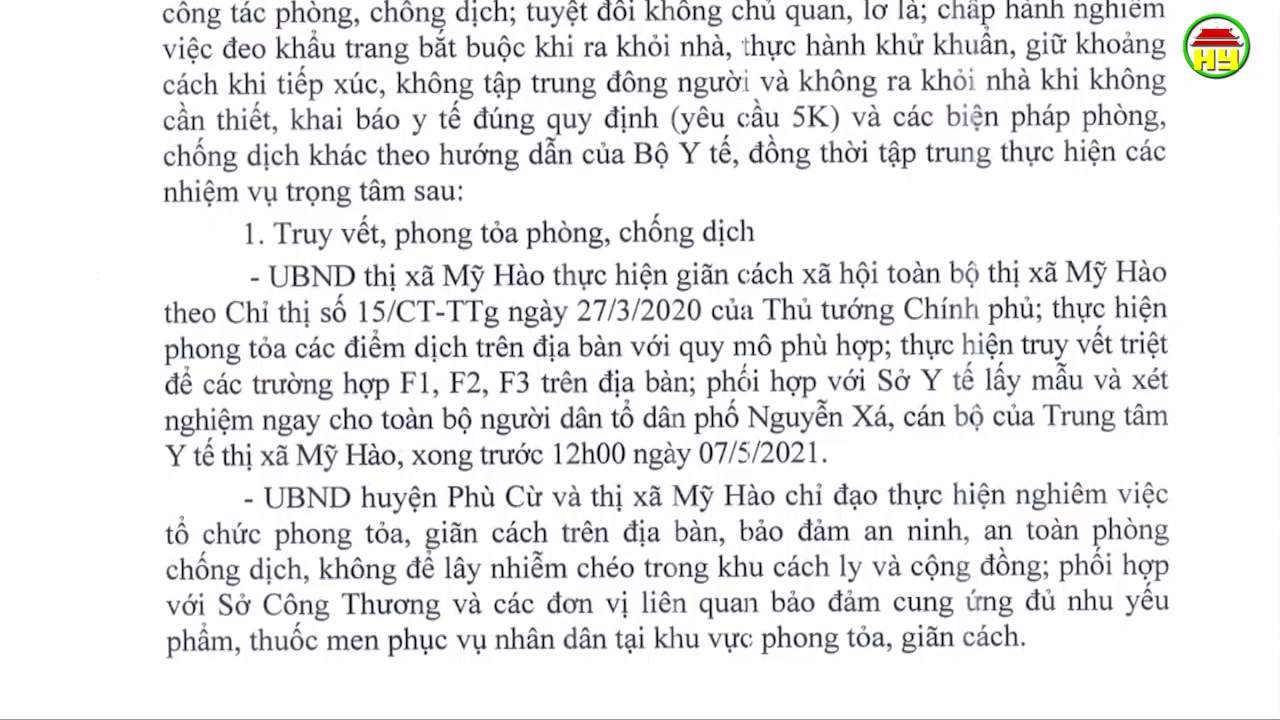 công tác phòng, chống dịch; tuyệt đối không chủ quan, lơ là; chấp hành nghiêm
việc đeo khẩu trang bắt buộc khi ra khỏi nhà, thực hành khử khuẩn, giữ khoảng
cách khi tiếp xúc, không tập trung đông người và không ra khỏi nhà khi không
cần thiết, khai báo y tế đúng quy định (yêu cầu 5K) và các biện pháp phòng,
chống dịch khác theo hướng dẫn của Bộ Y tế, đồng thời tập trung thực hiện các
nhiệm vụ trọng tâm sau:
1. Truy vết, phong tỏa phòng, chống dịch
- UBND thị xã Mỹ Hào thực hiện giãn cách xã hội toàn bộ thị xã Mỹ Hào
theo Chỉ thị số 15/CT-TTg ngày 27/3/2020 của Thủ tướng Chính phủ; thực hiện
phong tỏa các điểm dịch trên địa bàn với quy mô phù hợp; thực hiện truy vết triệt
để các trường hợp F1, F2, F3 trên địa bàn; phối hợp với Sở Y tế lấy mẫu và xét
nghiệm ngay cho toàn bộ người dân tổ dân phố Nguyễn Xá, cán bộ của Trung tâm
Y tế thị xã Mỹ Hào, xong trước 12h00 ngày 07/5/2021.
- UBND huyện Phù Cừ và thị xã Mỹ Hào chỉ đạo thực hiện nghiêm việc
tổ chức phong tỏa, giãn cách trên địa bàn, bảo đảm an ninh, an toàn phòng
chống dịch, không để lây nhiễm chéo trong khu cách ly và cộng đồng; phối hợp
với Sở Công Thương và các đơn vị liên quan bảo đảm cung ứng đủ nhu yếu
phẩm, thuốc men phục vụ nhân dân tại khu vực phong tỏa, giãn cách.
HY